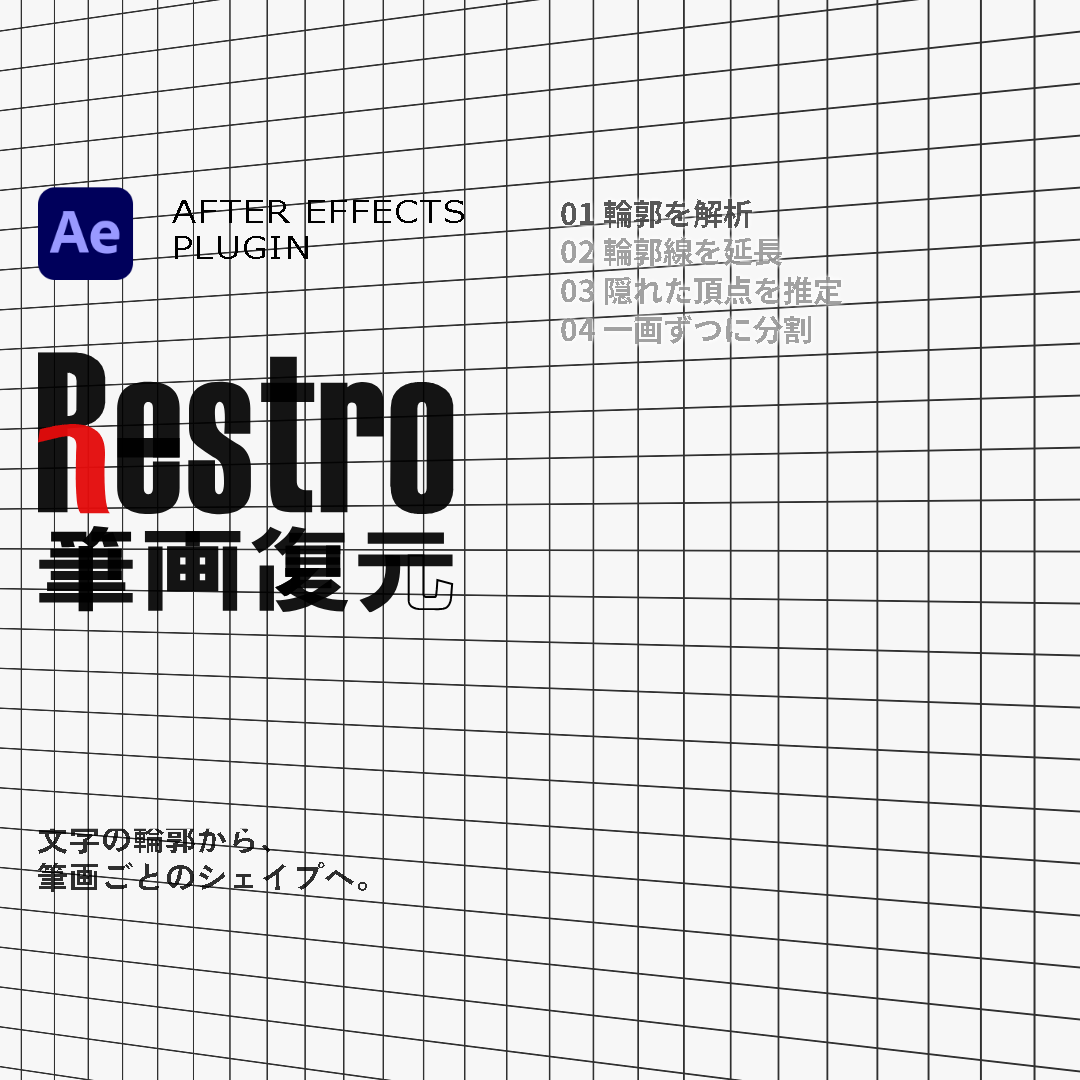 Ae
AFTER EFFECTS
PLUGIN
01 輪郭を解析
02 輪郭線を延長
03 隠れた頂点を推定
04 一画ずつに分割
Restro
筆画復元
文字の輪郭から、
筆画ごとのシェイプへ。